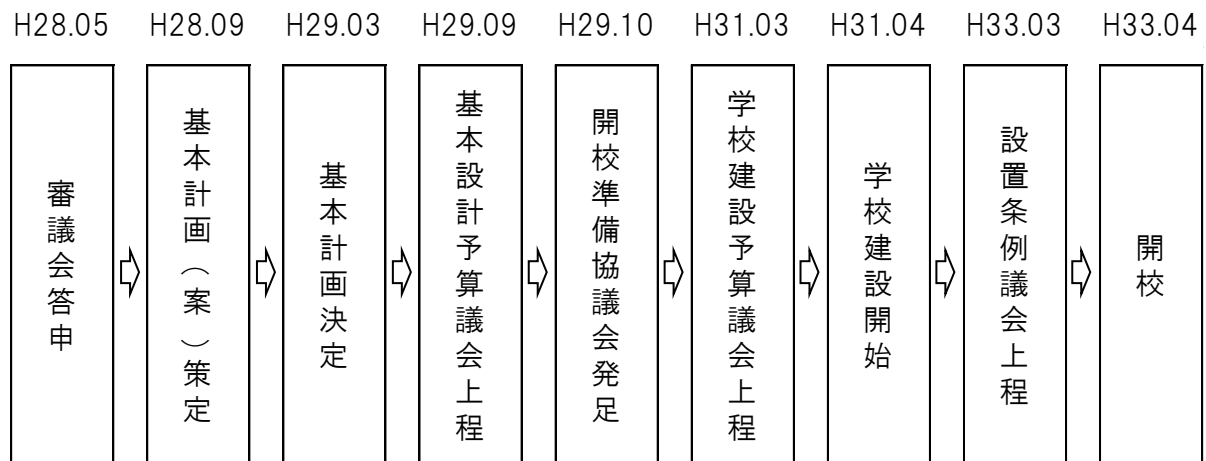 H28.05 H28.09 H29.03 H29.09 H29.10 H31.03 H31.04 H33.03 H33.04
審議会答申
基本計画（案）策定
基本計画決定
基本設計予算議会上程
開校準備協議会発足
学校建設予算議会上程
学校建設開始
設置条例議会上程
開校